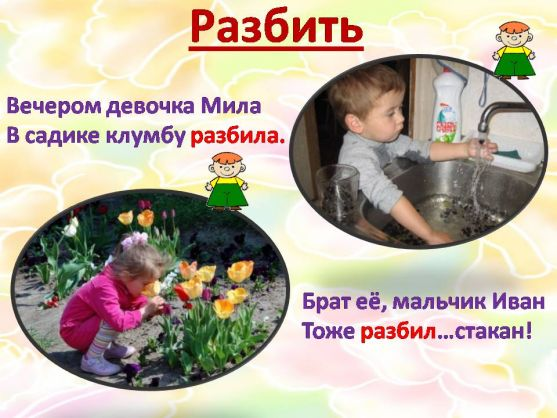 Разбить
Вечером девочка Мила
В садике клумбу разбила.
Брат её, мальчик Иван
Тоже разбил...стакан!